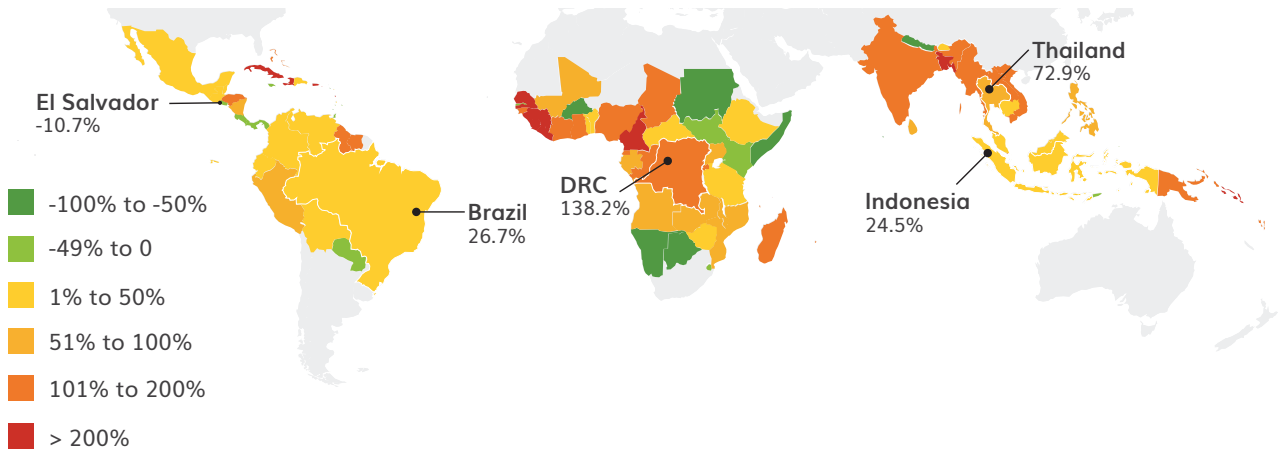 El Salvador
-10.7%
Brazil
26.7%
DRC
138.2%
Thailand
72.9%
Indonesia
24.5%
-100% to -50%
-49% to 0
1% to 50%
51% to 100%
101% to 200%
> 200%